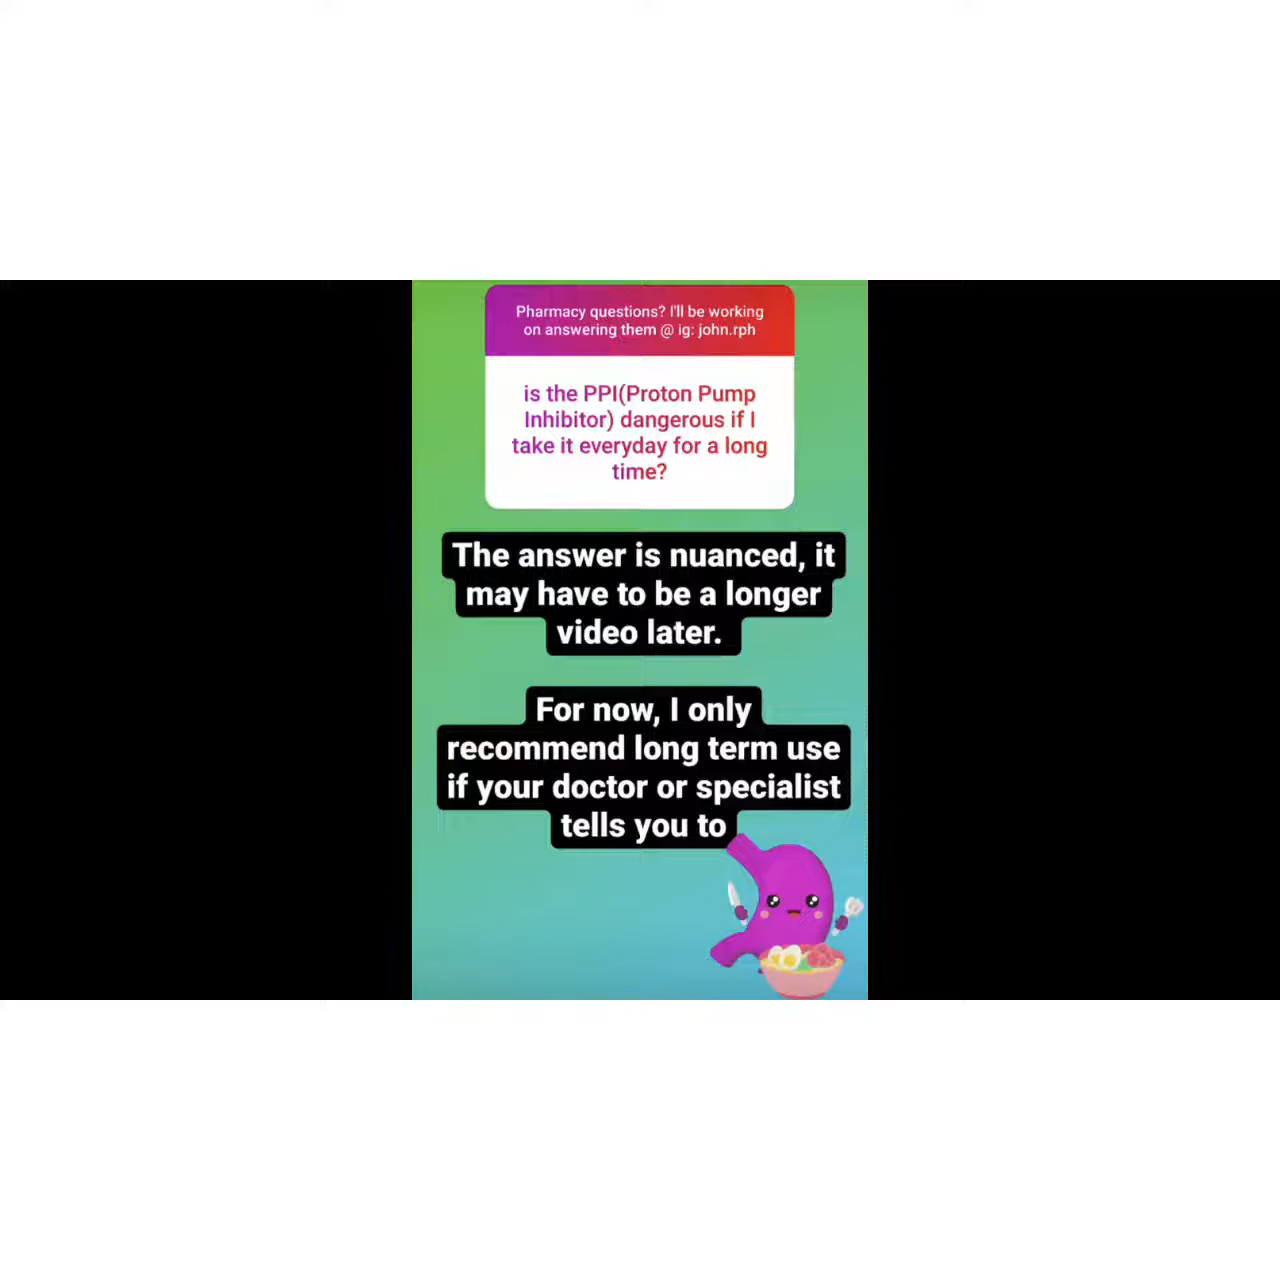 Pharmacy questions? I'll be working
on answering them @ ig: john.rph
is the PPI(Proton Pump
Inhibitor) dangerous if I
take it everyday for a long
time?
The answer is nuanced, it
may have to be a longer
video later.
For now, I only
recommend long term use
if your doctor or specialist
tells you to